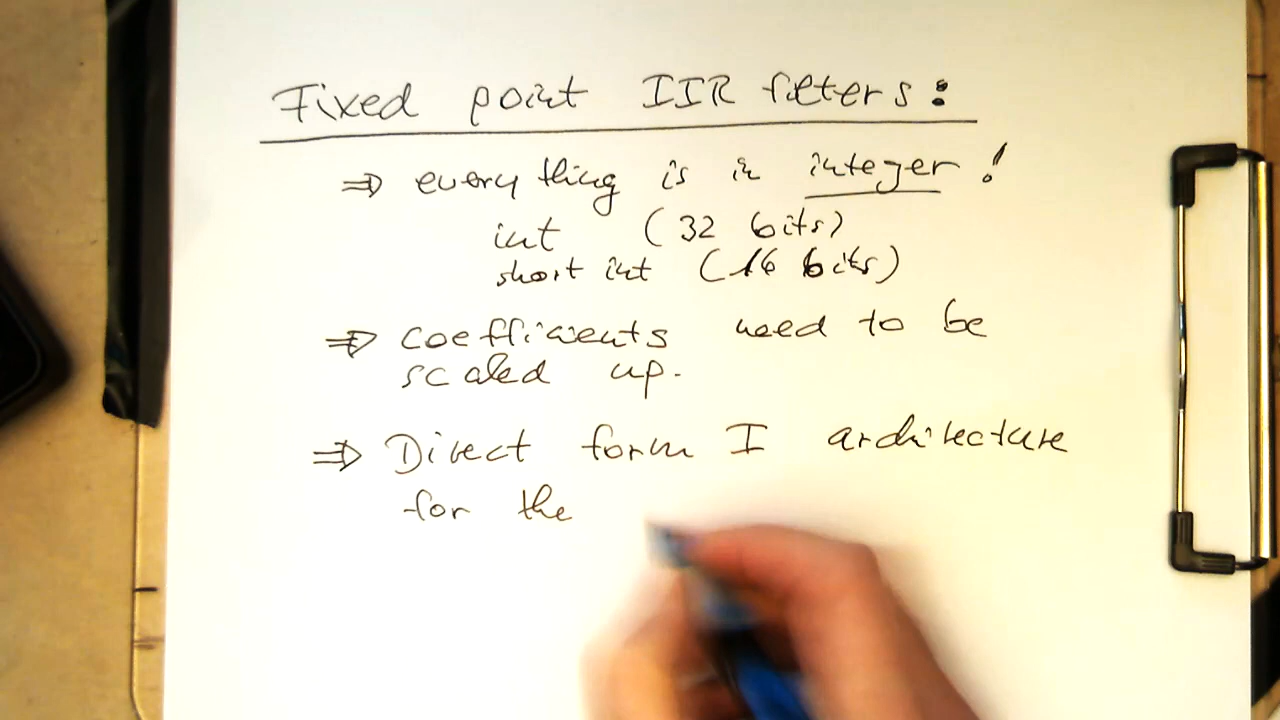 Fixed point IIR filters:
⇒ everything is in integer!
int (32 bits)
short int (16 bits)
⇒ coefficients need to be
scaled up.
⇒ Direct form I architecture
for the